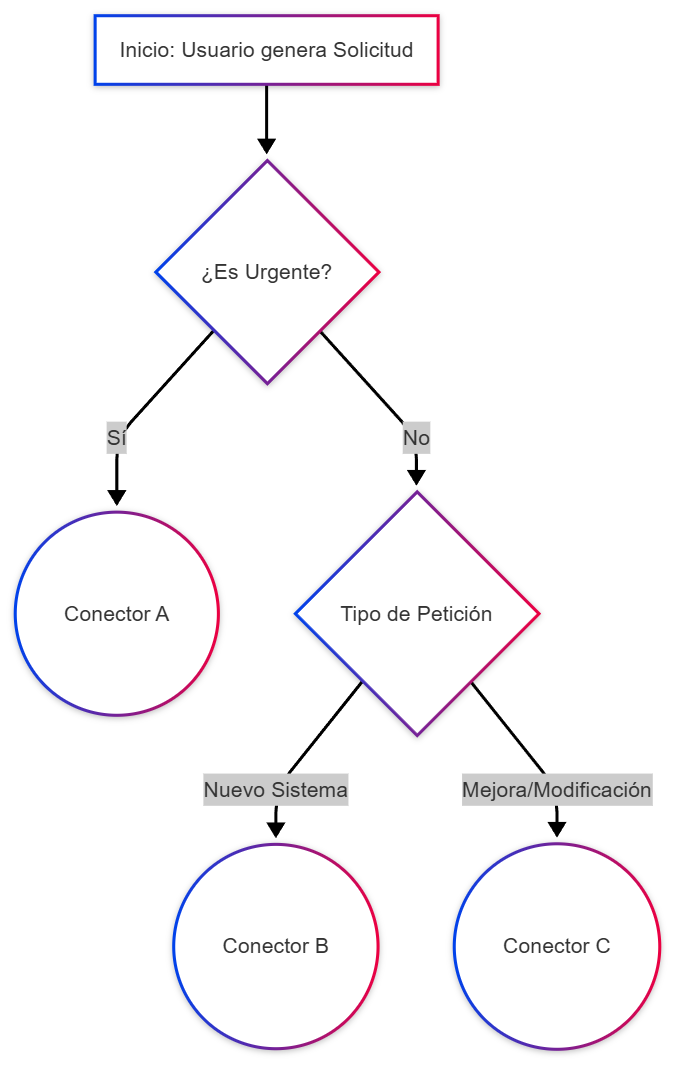 Inicio: Usuario genera Solicitud
¿Es Urgente?
Sí
No
Conector A
Tipo de Petición
Nuevo Sistema
Mejora/Modificación
Conector B
Conector C